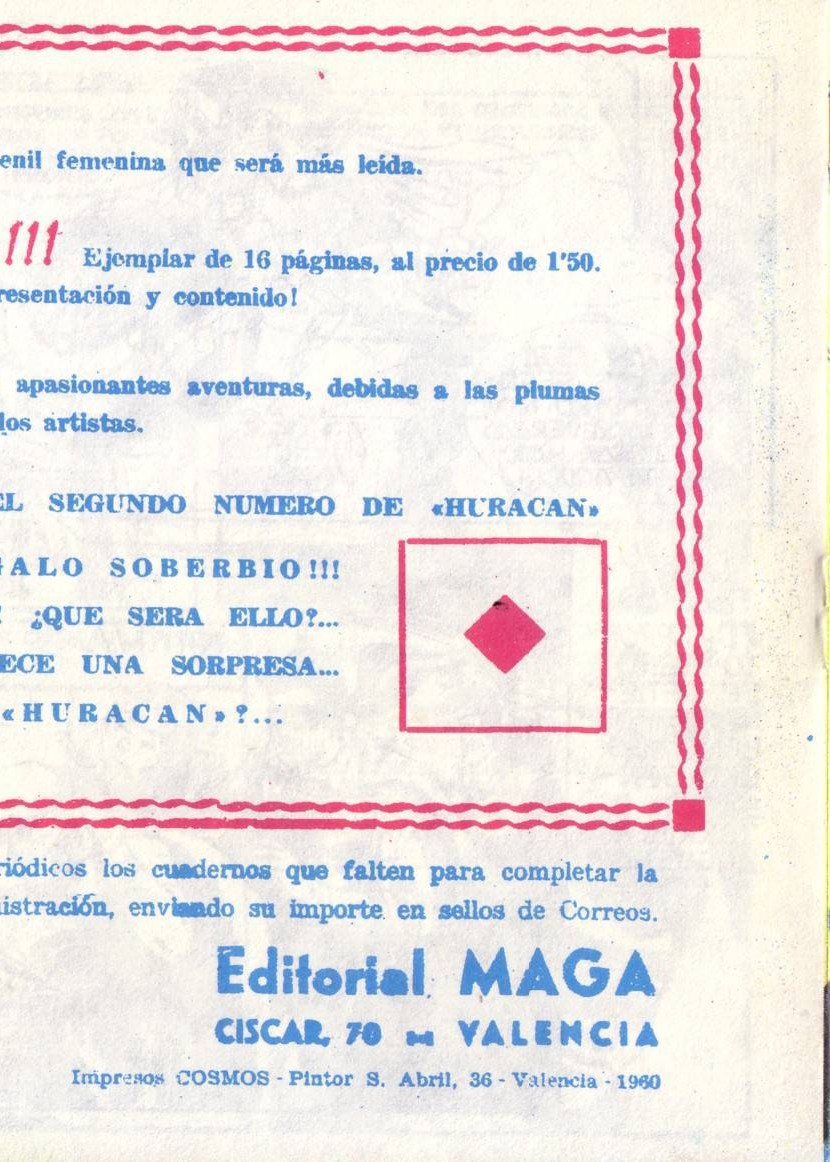 enil femenina que será más leída.
!!! Ejemplar de 16 páginas, al precio de 1'50.
resentación y contenido!
apasionantes aventuras, debidas a las plumas
los artistas.
EL SEGUNDO NUMERO DE «HURACAN»
GALO SOBERBIO!!!
! ¿QUE SERA ELLO?...
ECE UNA SORPRESA...
«HURACAN»?...
riódicos los cuadernos que falten para completar la
istración, enviando su importe en sellos de Correos.
Editorial MAGA
CISCAR, 70 - VALENCIA
Impresos COSMOS - Pintor S. Abril, 36 - Valencia - 1960